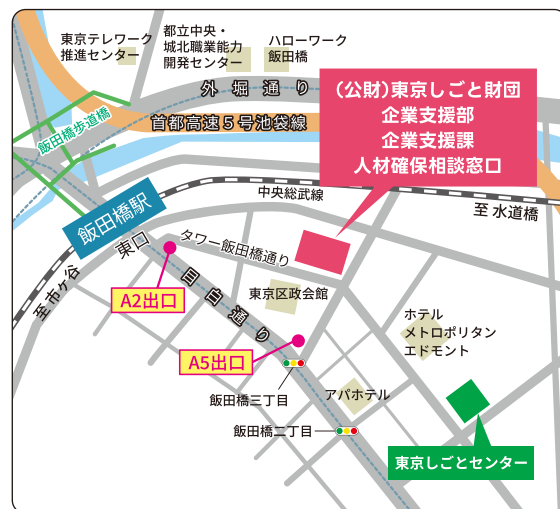 東京テレワーク
推進センター
都立中央・
城北職業能力
開発センター
ハローワーク
飯田橋
外堀通り
(公財)東京しごと財団
企業支援部
企業支援課
人材確保相談窓口
首都高速5号池袋線
飯田橋歩道橋
中央総武線
至 水道橋
飯田橋駅
東口
タワー飯田橋通り
至 市ヶ谷
A2出口
目白通り
東京区政会館
ホテル
メトロポリタン
エドモント
A5出口
飯田橋三丁目
アパホテル
飯田橋二丁目
東京しごとセンター